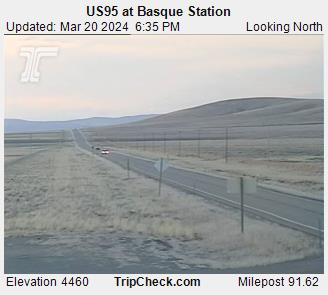 US95 at Basque Station
Updated: Mar 20 2024 6:35 PM Looking North
Elevation 4460 TripCheck.com Milepost 91.62